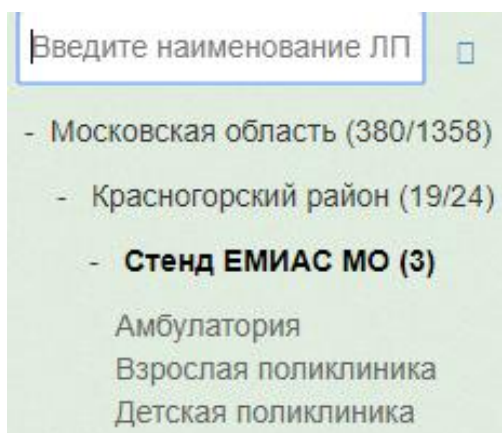 Введите наименование ЛП
- Московская область (380/1358)
- Красногорский район (19/24)
- Стенд ЕМИАС МО (3)
Амбулатория
Взрослая поликлиника
Детская поликлиника